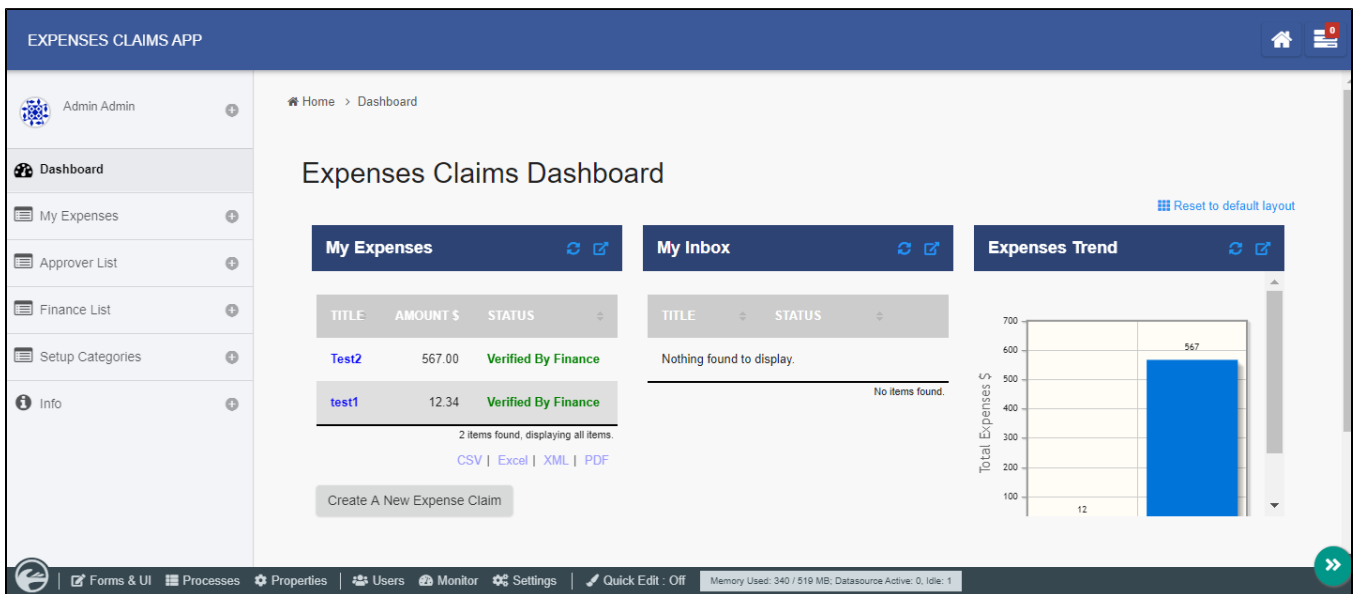 EXPENSES CLAIMS APP
0
Admin Admin
Home > Dashboard
Dashboard
Expenses Claims Dashboard
My Expenses
Reset to default layout
Approver List
Finance List
Setup Categories
Info
My Expenses
TITLE AMOUNT $ STATUS
Test2 567.00 Verified By Finance
test1 12.34 Verified By Finance
2 items found, displaying all items.
CSV | Excel | XML | PDF
Create A New Expense Claim
My Inbox
TITLE STATUS
Nothing found to display.
No items found.
Expenses Trend
Total Expenses $
700
600
500
400
300
200
100
12
567
Forms & UI Processes Properties | Users Monitor Settings | Quick Edit : Off Memory Used: 340 / 519 MB; Datasource Active: 0, Idle: 1